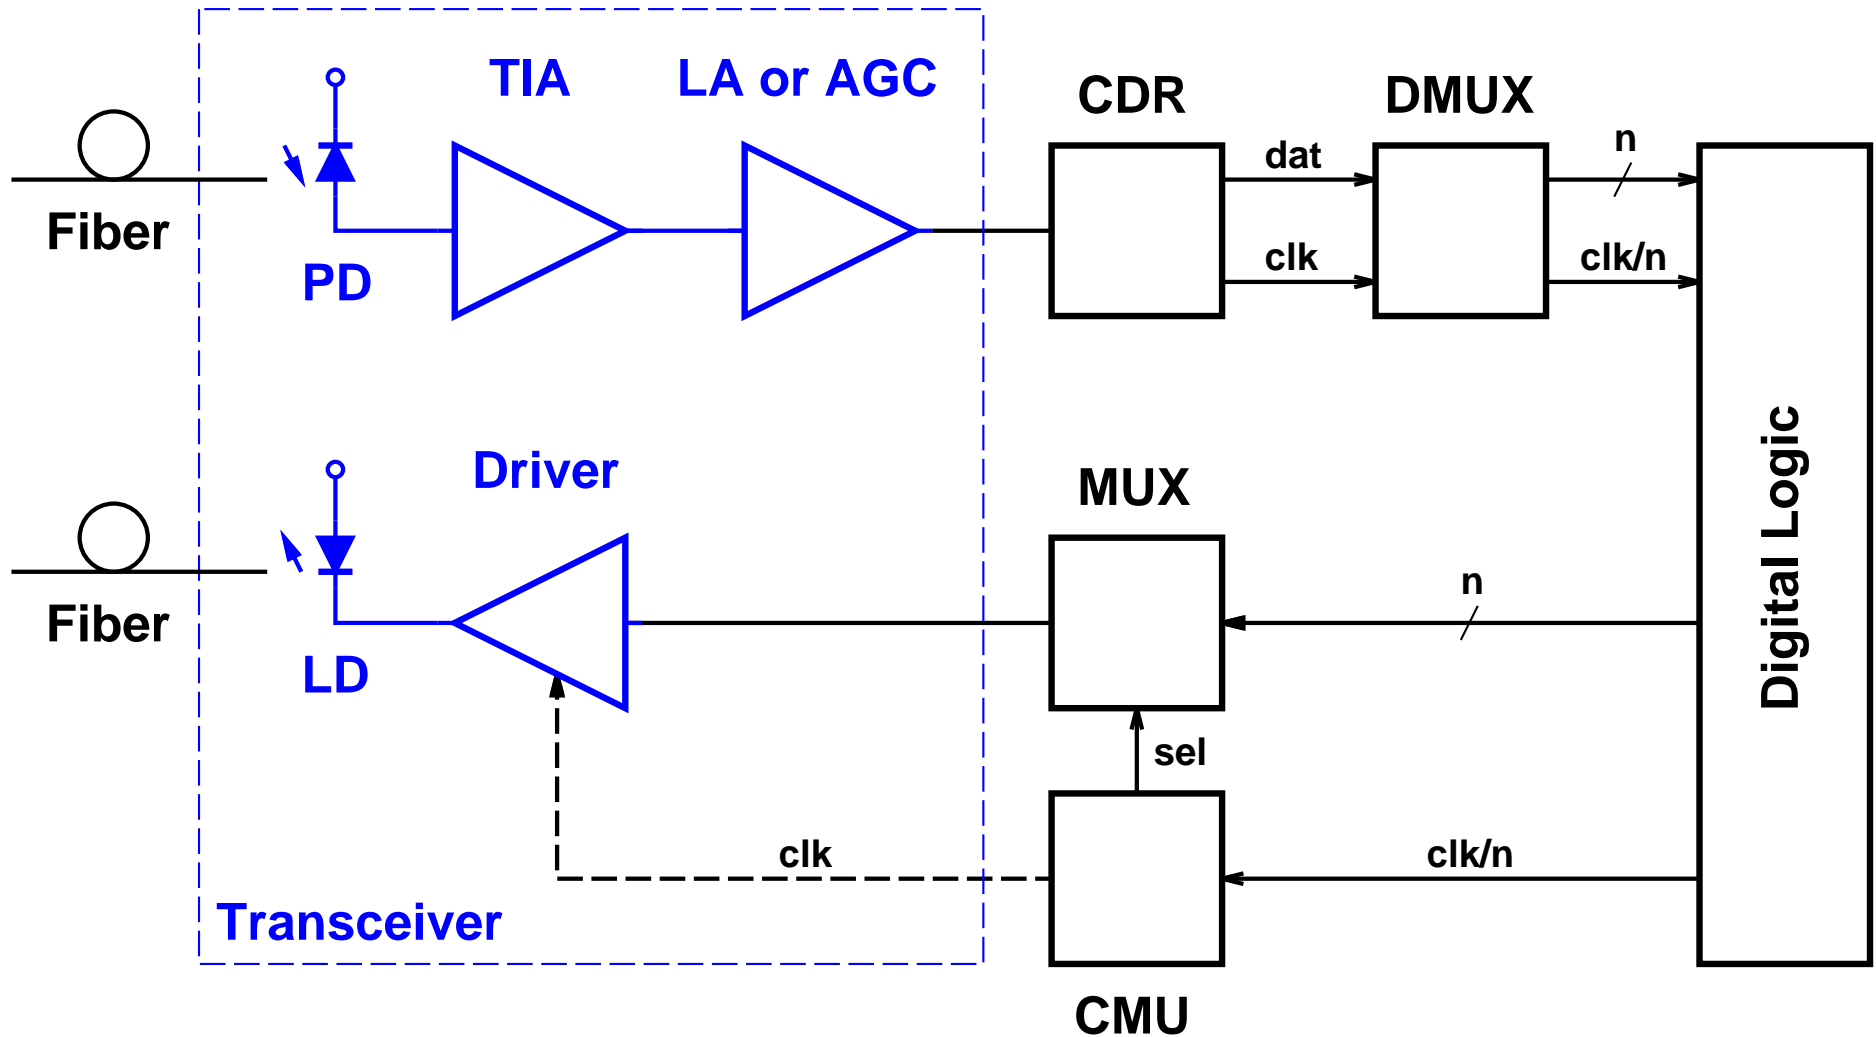 TIA
LA or AGC
CDR
DMUX
n
dat
Fiber
clk
clk/n
PD
Digital Logic
Driver
MUX
n
Fiber
LD
sel
clk
clk/n
Transceiver
CMU